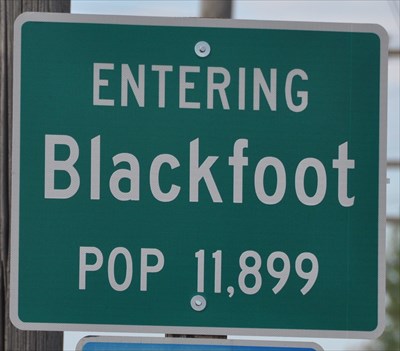 ENTERING
Blackfoot
POP 11,899